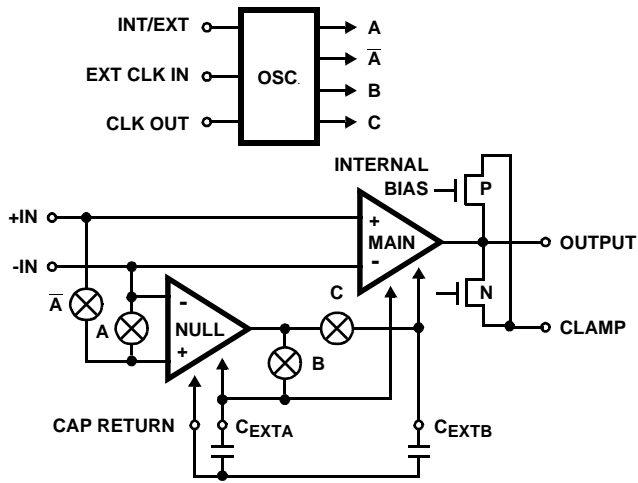 INT/EXT
EXT CLK IN
CLK OUT
OSC.
A
A̅
B
C
INTERNAL
BIAS
P
+IN
+
MAIN
-
OUTPUT
-IN
N
A̅
A
-
NULL
+
C
B
CLAMP
CAP RETURN
CEXTA
CEXTB